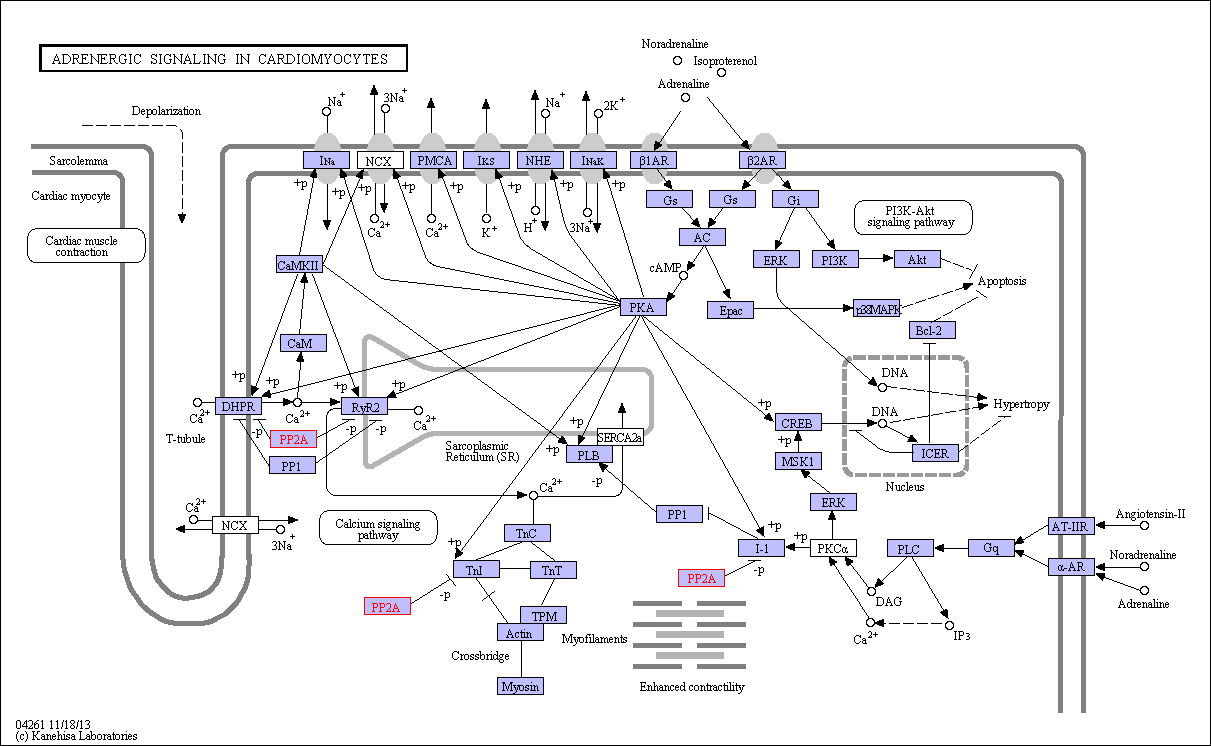 ADRENERGIC SIGNALING IN CARDIOMYOCYTES
Noradrenaline
Isoproterenol
Adrenaline
Depolarization
Na+
3Na+
Na+
2K+
Sarcolemma
INa
NCX
PMCA
IKS
NHE
INaK
β1AR
β2AR
+p
+p
+p
+p
+p
+p
+p
Cardiac myocyte
Gs
Gs
Gi
PI3K-Akt
signaling pathway
Ca2+
Ca2+
K+
H+
3Na+
AC
Cardiac muscle
contraction
CaMKII
cAMP
ERK
PI3K
Akt
Apoptosis
PKA
Epac
p38MAPK
Bcl-2
CaM
+p
+p
+p
+p
DNA
DHPR
Ca2+
Ca2+
RyR2
Ca2+
+p
Hypertropy
DNA
CREB
T-tubule
-p
PP2A
-p
-p
+p
SERCA2a
+p
PP1
Sarcoplasmic
Reticulum (SR)
+p
PLB
-p
MSK1
ICER
Nucleus
Ca2+
Ca2+
NCX
3Na+
Calcium signaling
pathway
PP1
ERK
Angiotensin-II
AT-IIR
TnC
+p
+p
+p
I-1
PKCα
PLC
Gq
Noradrenaline
α-AR
TnI
TnT
-p
PP2A
-p
PP2A
DAG
Adrenaline
TPM
Actin
Myofilaments
Ca2+
IP3
Crossbridge
Myosin
Enhanced contractility
04261 11/18/13
(c) Kanehisa Laboratories